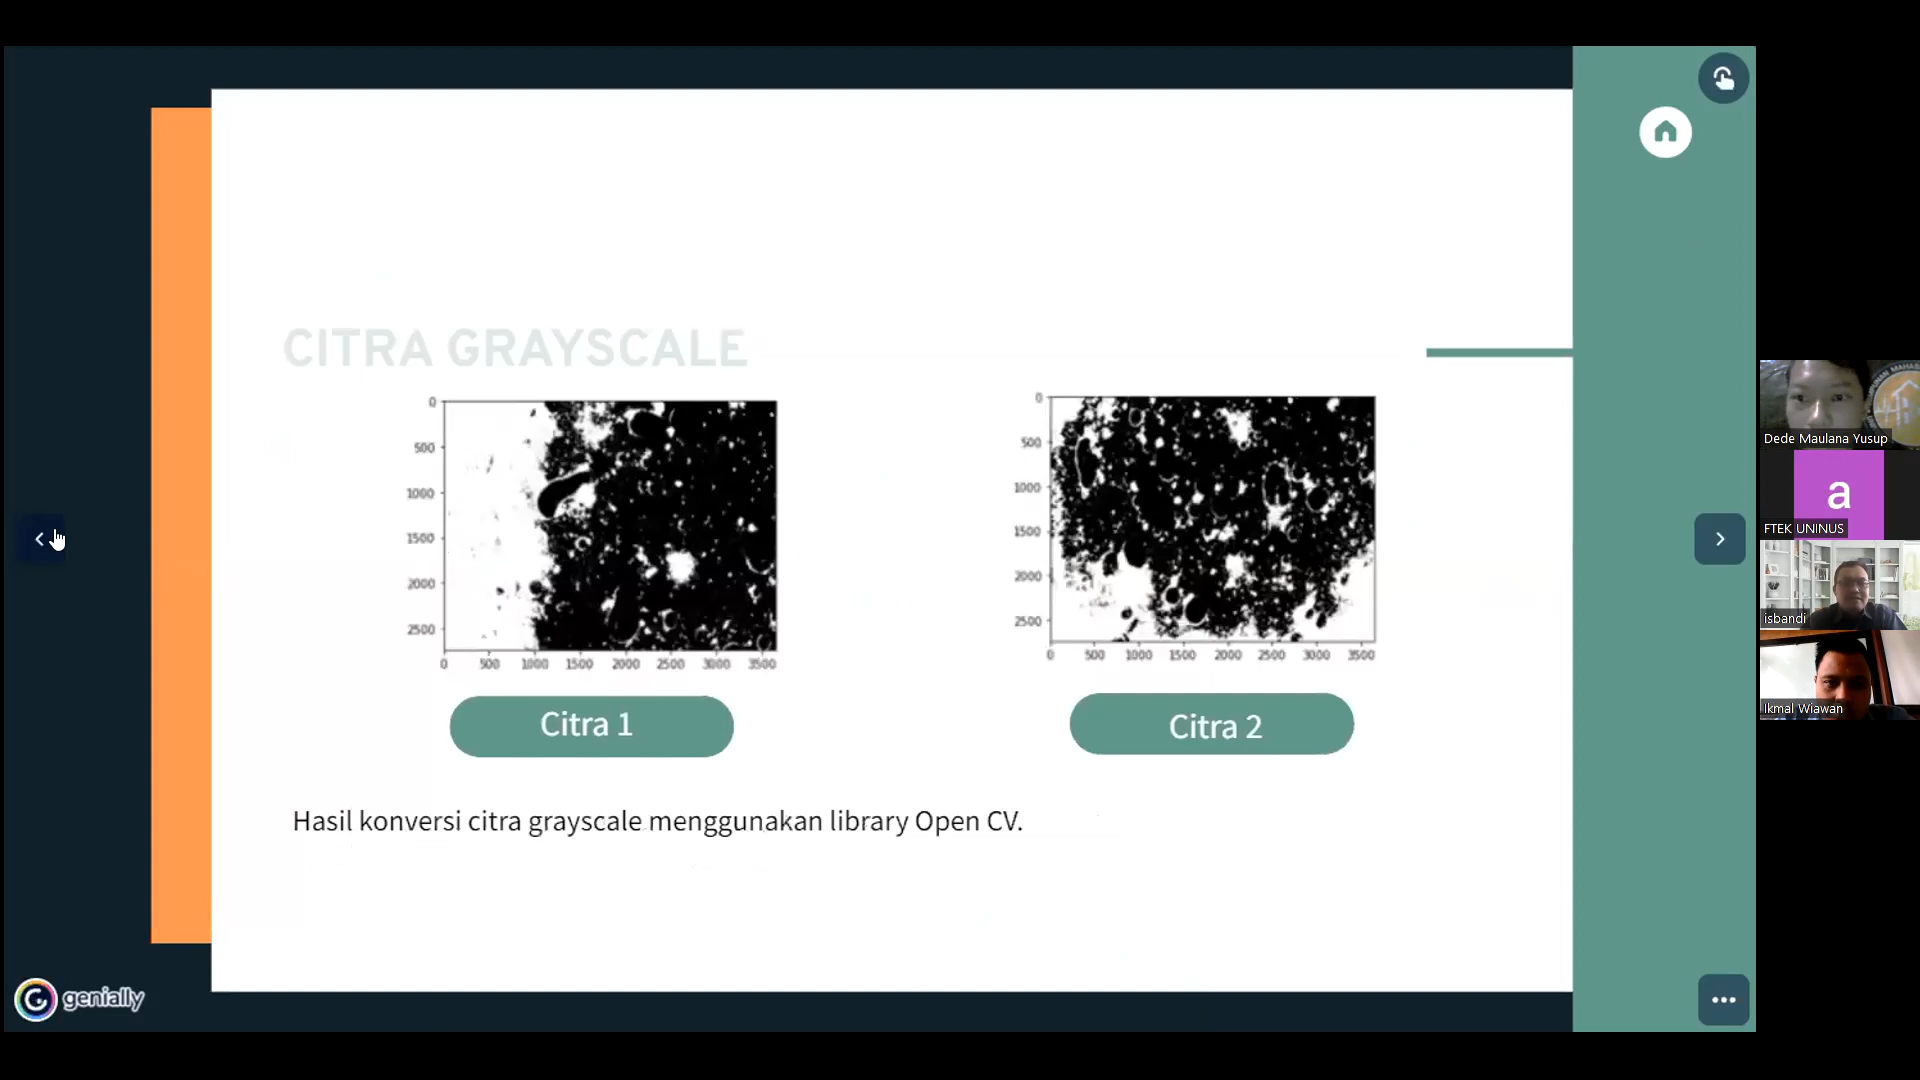 CITRA GRAYSCALE
0
500
1000
1500
2000
2500
0 500 1000 1500 2000 2500 3000 3500
0
500
1000
1500
2000
2500
0 500 1000 1500 2000 2500 3000 3500
Citra 1
Citra 2
Hasil konversi citra grayscale menggunakan library Open CV.
genially
Dede Maulana Yusup
a
FTEK UNINUS
isbandi
Ikmal Wiawan